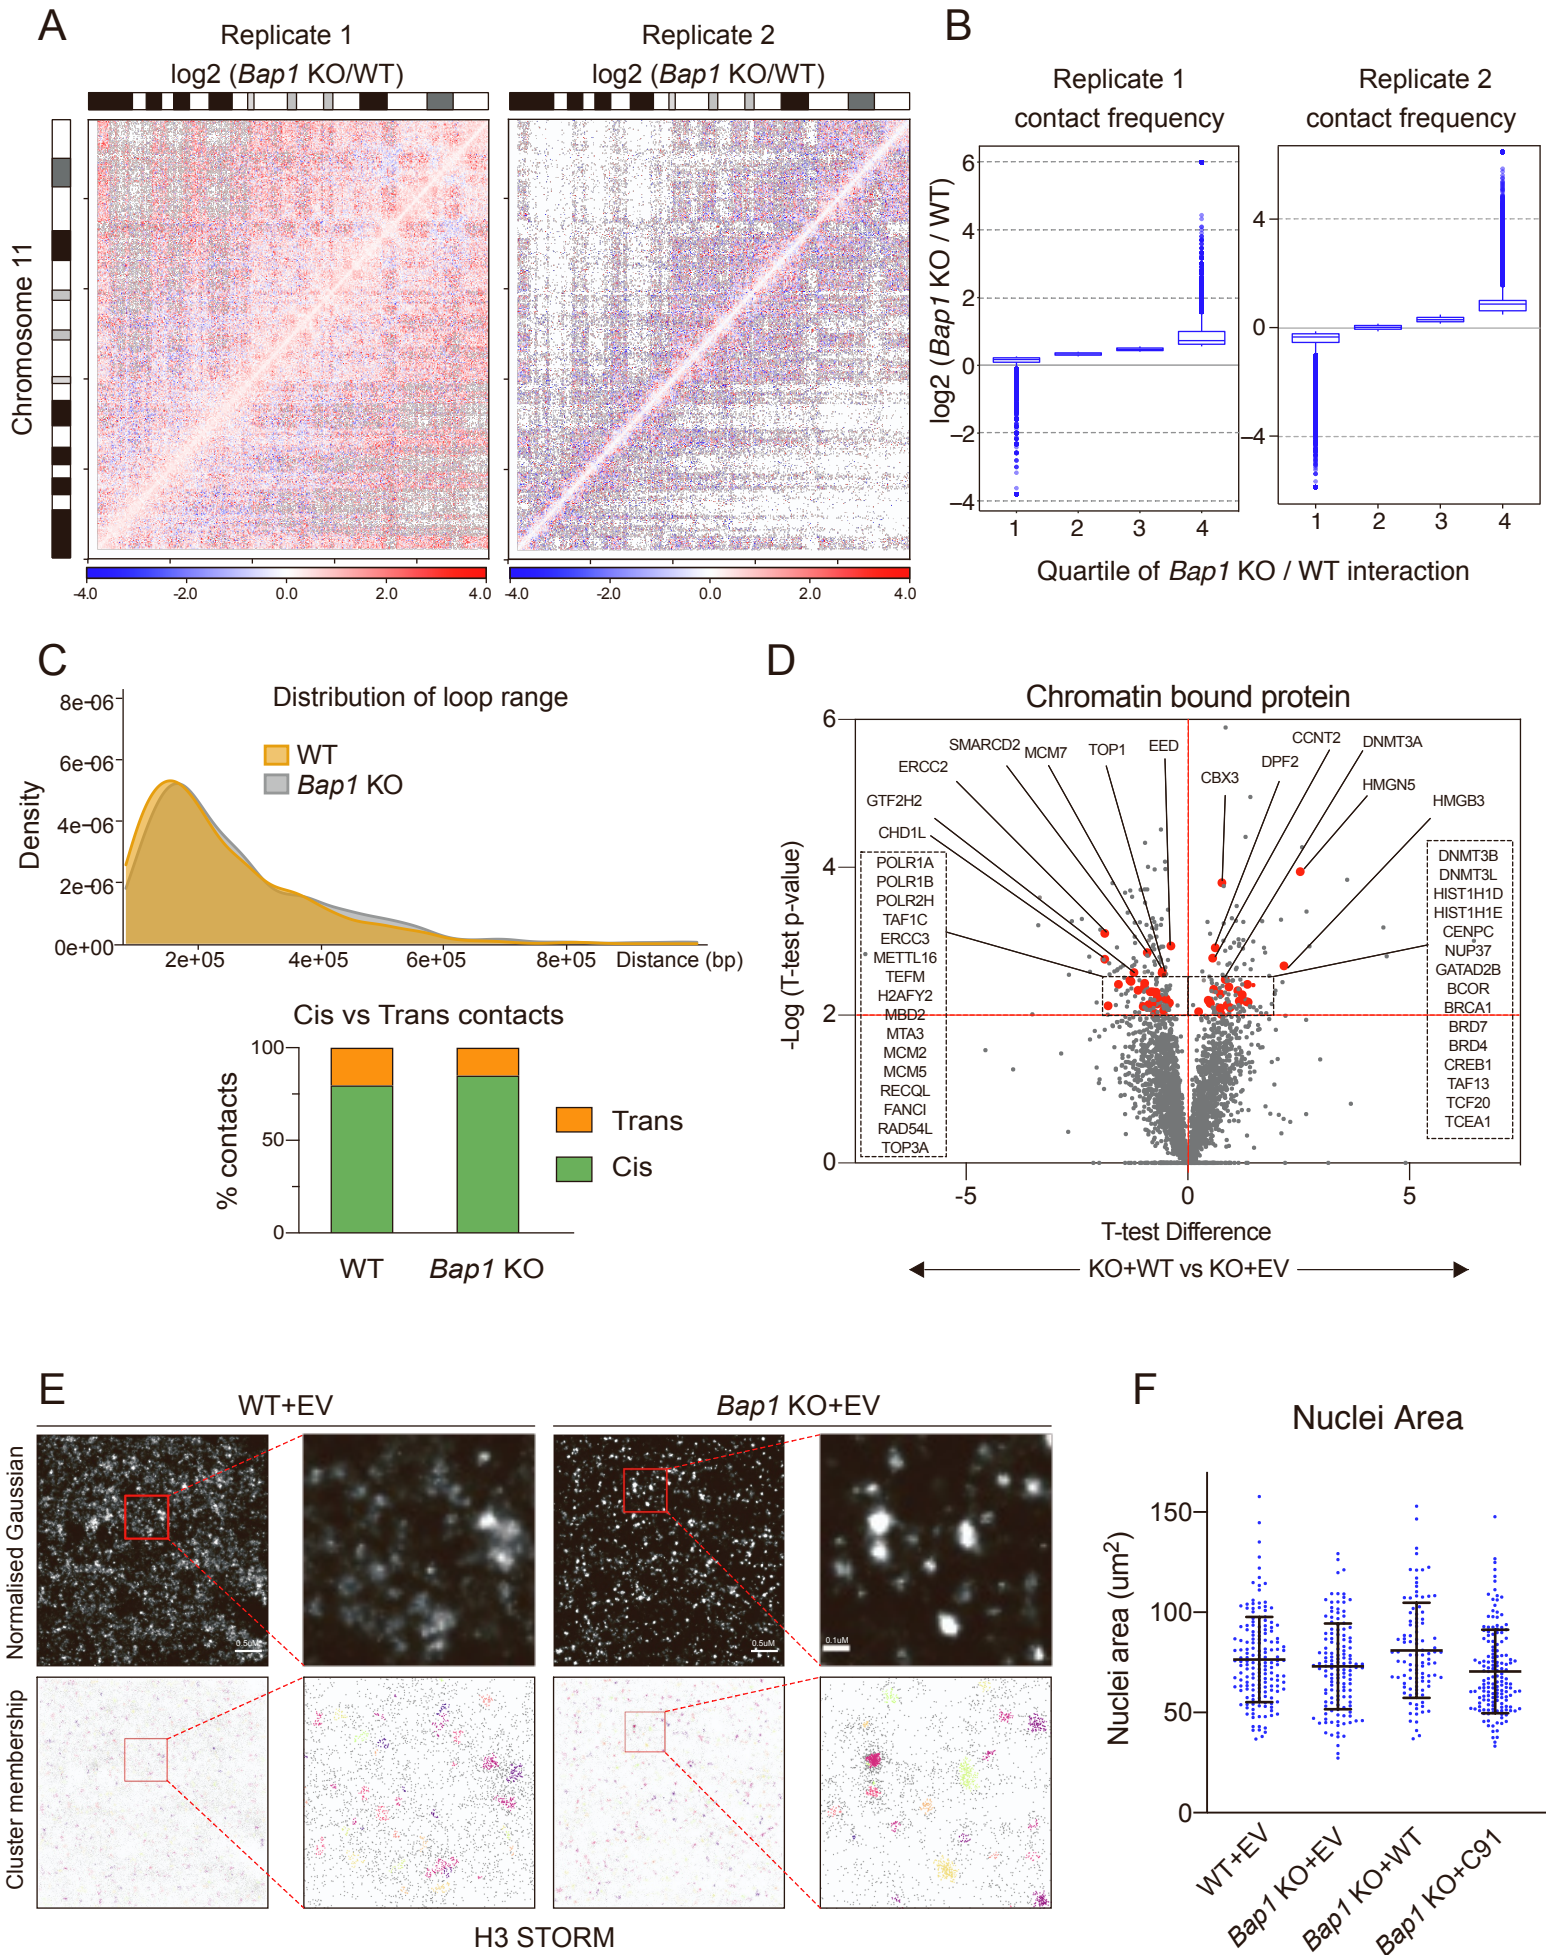 A
Replicate 1
log2 (Bap1 KO/WT)
Replicate 2
log2 (Bap1 KO/WT)
Chromosome 11
-4.0 -2.0 0.0 2.0 4.0
-4.0 -2.0 0.0 2.0 4.0
B
Replicate 1
contact frequency
Replicate 2
contact frequency
log2 (Bap1 KO / WT)
6
4
2
0
−2
−4
1 2 3 4
4
0
−4
1 2 3 4
Quartile of Bap1 KO / WT interaction
C
Distribution of loop range
WT
Bap1 KO
Density
8e-06
6e-06
4e-06
2e-06
0e+00
2e+05 4e+05 6e+05 8e+05 Distance (bp)
Cis vs Trans contacts
% contacts
100
50
0
WT Bap1 KO
Trans
Cis
D
Chromatin bound protein
-Log (T-test p-value)
6
4
2
0
SMARCD2 MCM7 TOP1 EED
ERCC2
GTF2H2
CHD1L
CCNT2 DNMT3A
CBX3 DPF2
HMGN5
HMGB3
POLR1A
POLR1B
POLR2H
TAF1C
ERCC3
METTL16
TEFM
H2AFY2
MBD2
MTA3
MCM2
MCM5
RECQL
FANCI
RAD54L
TOP3A
DNMT3B
DNMT3L
HIST1H1D
HIST1H1E
CENPC
NUP37
GATAD2B
BCOR
BRCA1
BRD7
BRD4
CREB1
TAF13
TCF20
TCEA1
-5 0 5
T-test Difference
KO+WT vs KO+EV
E
WT+EV
Bap1 KO+EV
Normalised Gaussian
0.5uM
0.5uM
0.1uM
Cluster membership
H3 STORM
F
Nuclei Area
Nuclei area (um2)
150
100
50
0
WT+EV
Bap1 KO+EV
Bap1 KO+WT
Bap1 KO+C91